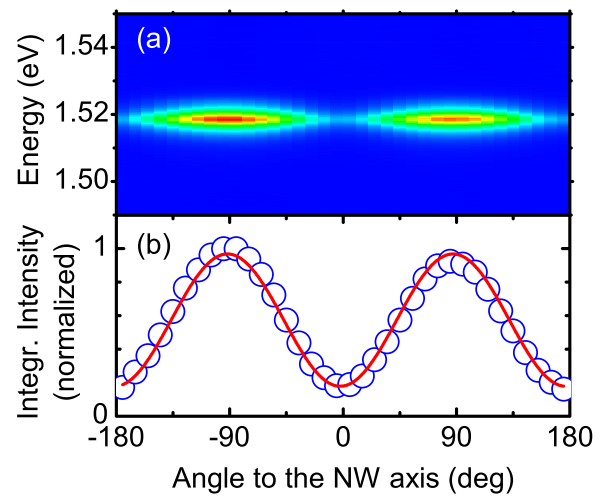 (a)
Energy (eV)
1.54
1.52
1.50
(b)
Integr. Intensity
(normalized)
1
0
-180 -90 0 90 180
Angle to the NW axis (deg)